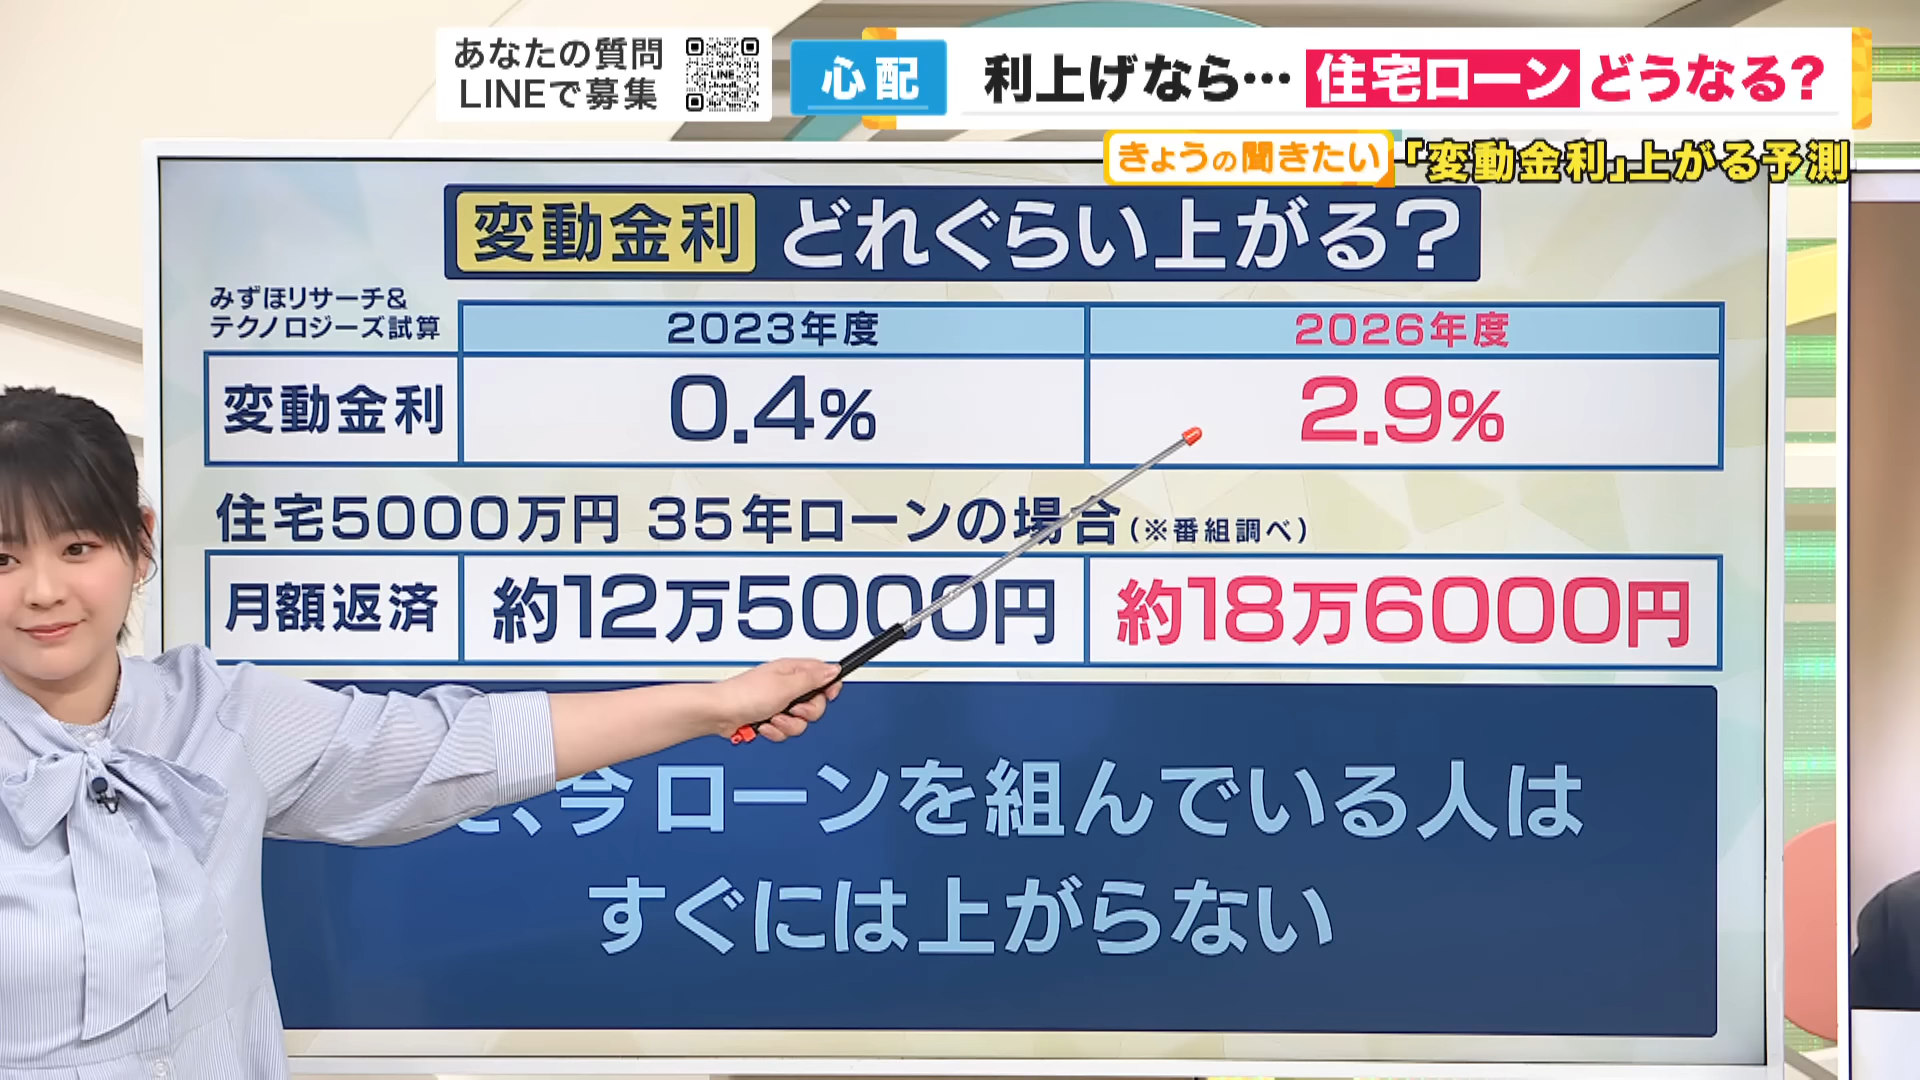 あなたの質問
LINEで募集
LINE
心配
利上げなら… 住宅ローン どうなる?
きょうの聞きたい
「変動金利」上がる予測
変動金利 どれぐらい上がる?
みずほリサーチ&
テクノロジーズ試算
2023年度
2026年度
変動金利
0.4%
2.9%
住宅5000万円 35年ローンの場合(※番組調べ)
月額返済
約12万5000円
約18万6000円
、今ローンを組んでいる人は
すぐには上がらない